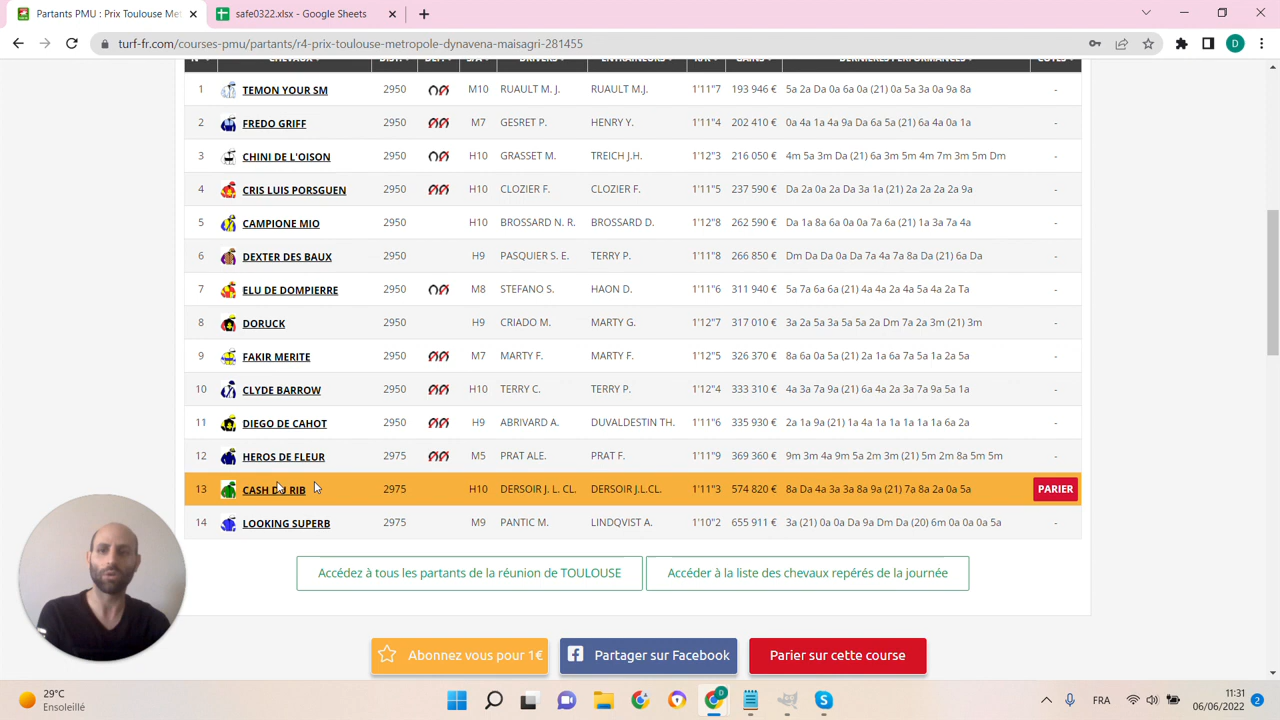 Partants PMU : Prix Toulouse Me
safe0322.xlsx - Google Sheets
turf-fr.com/courses-pmu/partants/r4-prix-toulouse-metropole-dynavena-maisagri-281455
D
1 TEMON YOUR SM 2950 M10 RUAULT M. J. RUAULT M.J. 1'11"7 193 946 € 5a 2a Da 0a 6a 0a (21) 0a 5a 3a 0a 9a 8a -
2 FREDO GRIFF 2950 M7 GESRET P. HENRY Y. 1'11"4 202 410 € 0a 4a 1a 4a 9a Da 6a 5a (21) 6a 4a 0a 1a -
3 CHINI DE L'OISON 2950 H10 GRASSET M. TREICH J.H. 1'12"3 216 050 € 4m 5a 3m Da (21) 6a 3m 5m 4m 7m 3m 5m Dm -
4 CRIS LUIS PORSGUEN 2950 H10 CLOZIER F. CLOZIER F. 1'11"5 237 590 € Da 2a 0a 2a Da 3a 1a (21) 2a 2a 2a 2a 9a -
5 CAMPIONE MIO 2950 H10 BROSSARD N. R. BROSSARD D. 1'12"8 262 590 € Da 1a 8a 6a 0a 0a 7a 6a (21) 1a 3a 7a 4a -
6 DEXTER DES BAUX 2950 H9 PASQUIER S. E. TERRY P. 1'11"8 266 850 € Dm Da Da 0a Da 7a 4a 7a 8a Da (21) 6a Da -
7 ELU DE DOMPIERRE 2950 M8 STEFANO S. HAON D. 1'11"6 311 940 € 5a 7a 6a 6a (21) 4a 4a 2a 4a 5a 4a 2a Ta -
8 DORUCK 2950 H9 CRIADO M. MARTY G. 1'12"7 317 010 € 3a 2a 5a 3a 5a 5a 2a Dm 7a 2a 3m (21) 3m -
9 FAKIR MERITE 2950 M7 MARTY F. MARTY F. 1'12"5 326 370 € 8a 6a 0a 5a (21) 2a 1a 6a 7a 5a 1a 2a 5a -
10 CLYDE BARROW 2950 H10 TERRY C. TERRY P. 1'12"4 333 310 € 4a 3a 7a 9a (21) 6a 4a 2a 3a 7a 9a 5a 1a -
11 DIEGO DE CAHOT 2950 H9 ABRIVARD A. DUVALDESTIN TH. 1'11"6 335 930 € 2a 1a 9a (21) 4a 1a 1a 1a 1a 1a 6a 2a -
12 HEROS DE FLEUR 2975 M5 PRAT ALE. PRAT F. 1'11"9 369 360 € 9m 3m 4a 9m 5a 2m 3m (21) 5m 2m 8a 5m 5m -
13 CASH DU RIB 2975 H10 DERSOIR J. L. CL. DERSOIR J.L.CL. 1'11"3 574 820 € 8a Da 4a 3a 3a 8a 9a (21) 7a 8a 2a 0a 5a PARIER
14 LOOKING SUPERB 2975 M9 PANTIC M. LINDQVIST A. 1'10"2 655 911 € 3a (21) 0a 0a Da 9a Dm Da (20) 6m 0a 0a 0a 5a -
Accédez à tous les partants de la réunion de TOULOUSE
Accéder à la liste des chevaux repérés de la journée
Abonnez vous pour 1€
Partager sur Facebook
Parier sur cette course
29°C
Ensoleillé
FRA
11:31
06/06/2022
2